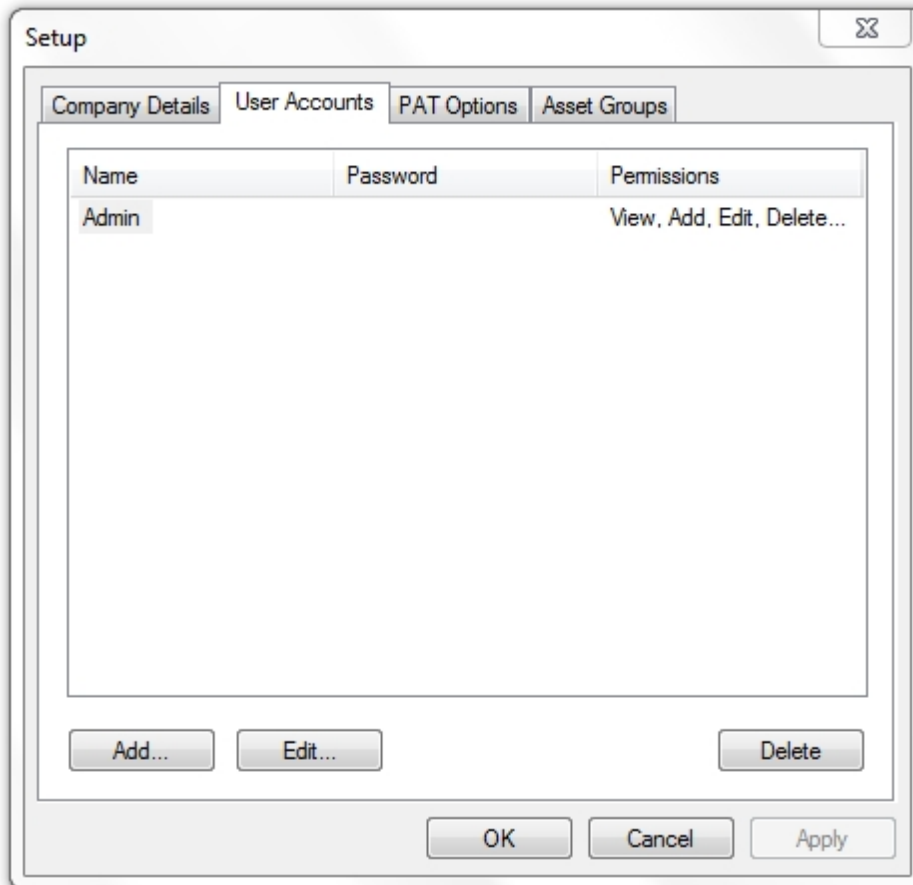 Setup
Company Details User Accounts PAT Options Asset Groups
Name Password Permissions
Admin View, Add, Edit, Delete...
Add... Edit... Delete
OK Cancel Apply